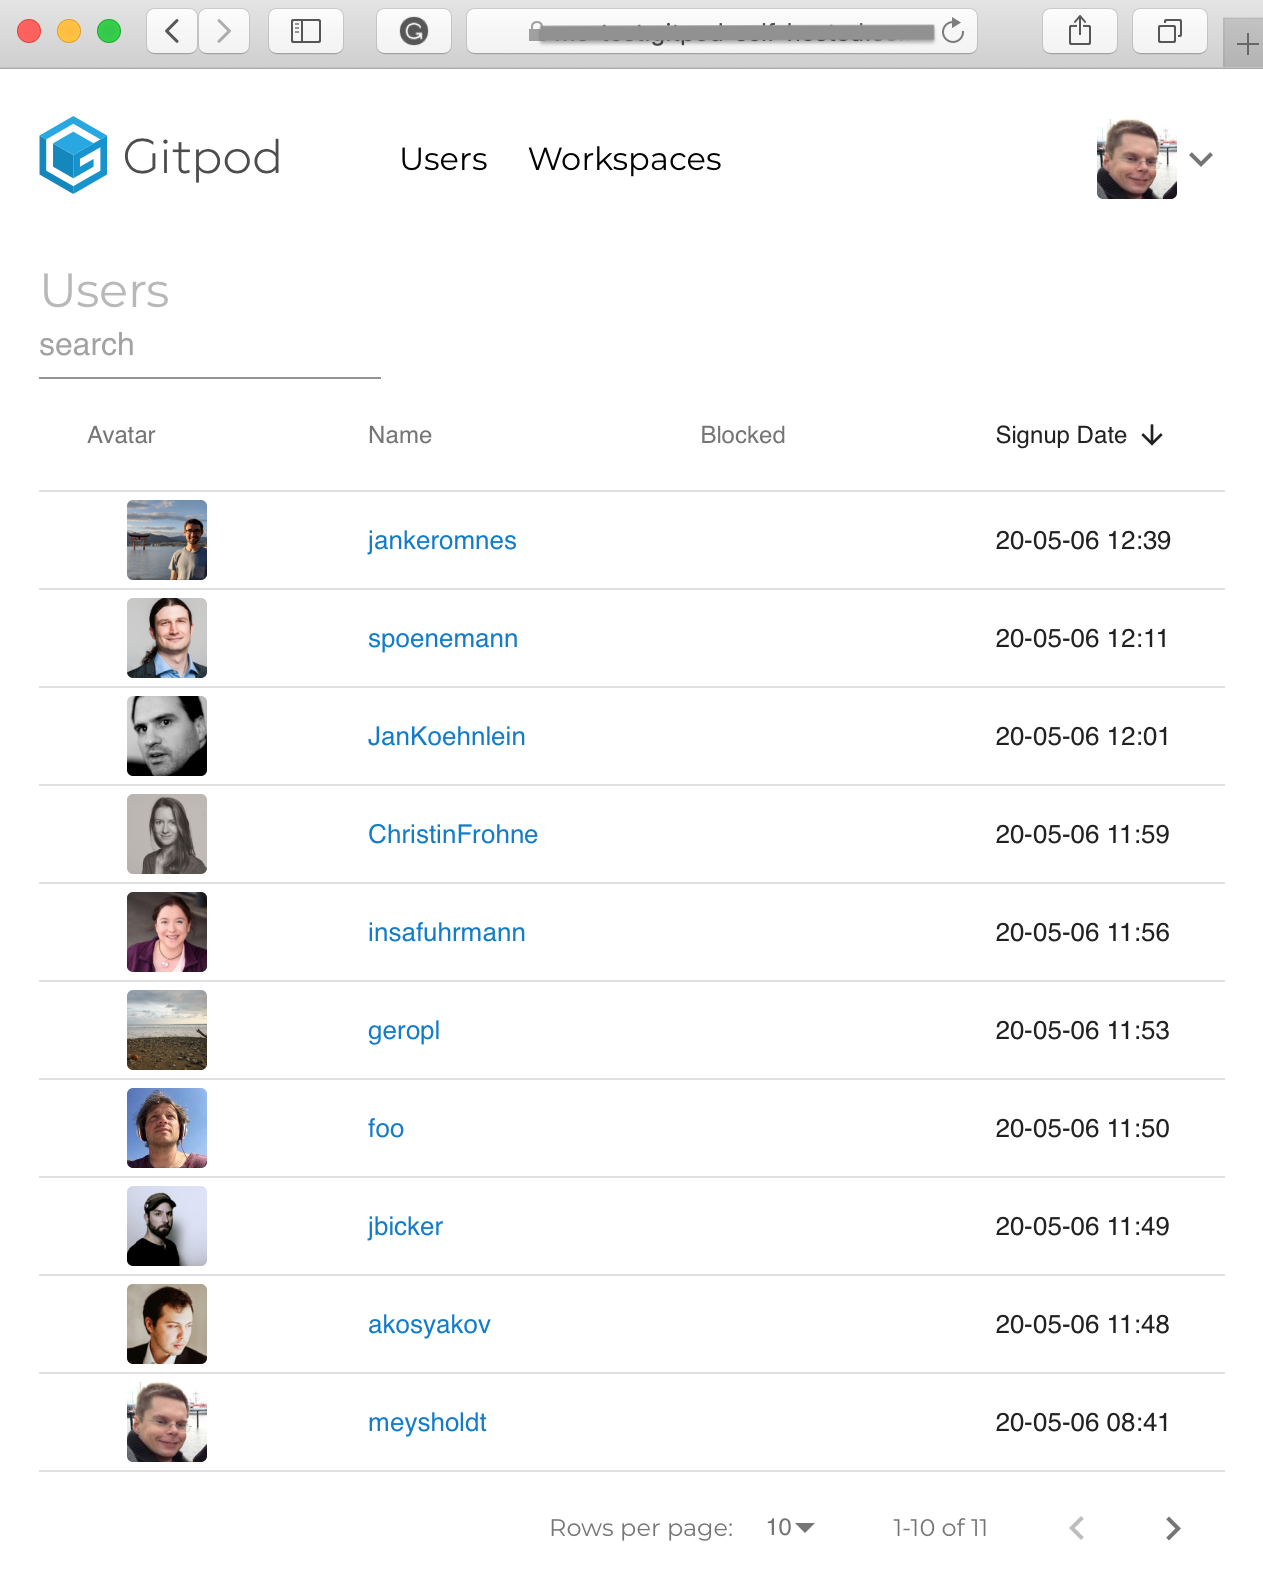 Gitpod Users Workspaces
Users
search
Avatar Name Blocked Signup Date
jankeromnes 20-05-06 12:39
spoenemann 20-05-06 12:11
JanKoehnlein 20-05-06 12:01
ChristinFrohne 20-05-06 11:59
insafuhrmann 20-05-06 11:56
geropl 20-05-06 11:53
foo 20-05-06 11:50
jbicker 20-05-06 11:49
akosyakov 20-05-06 11:48
meysholdt 20-05-06 08:41
Rows per page: 10 1-10 of 11